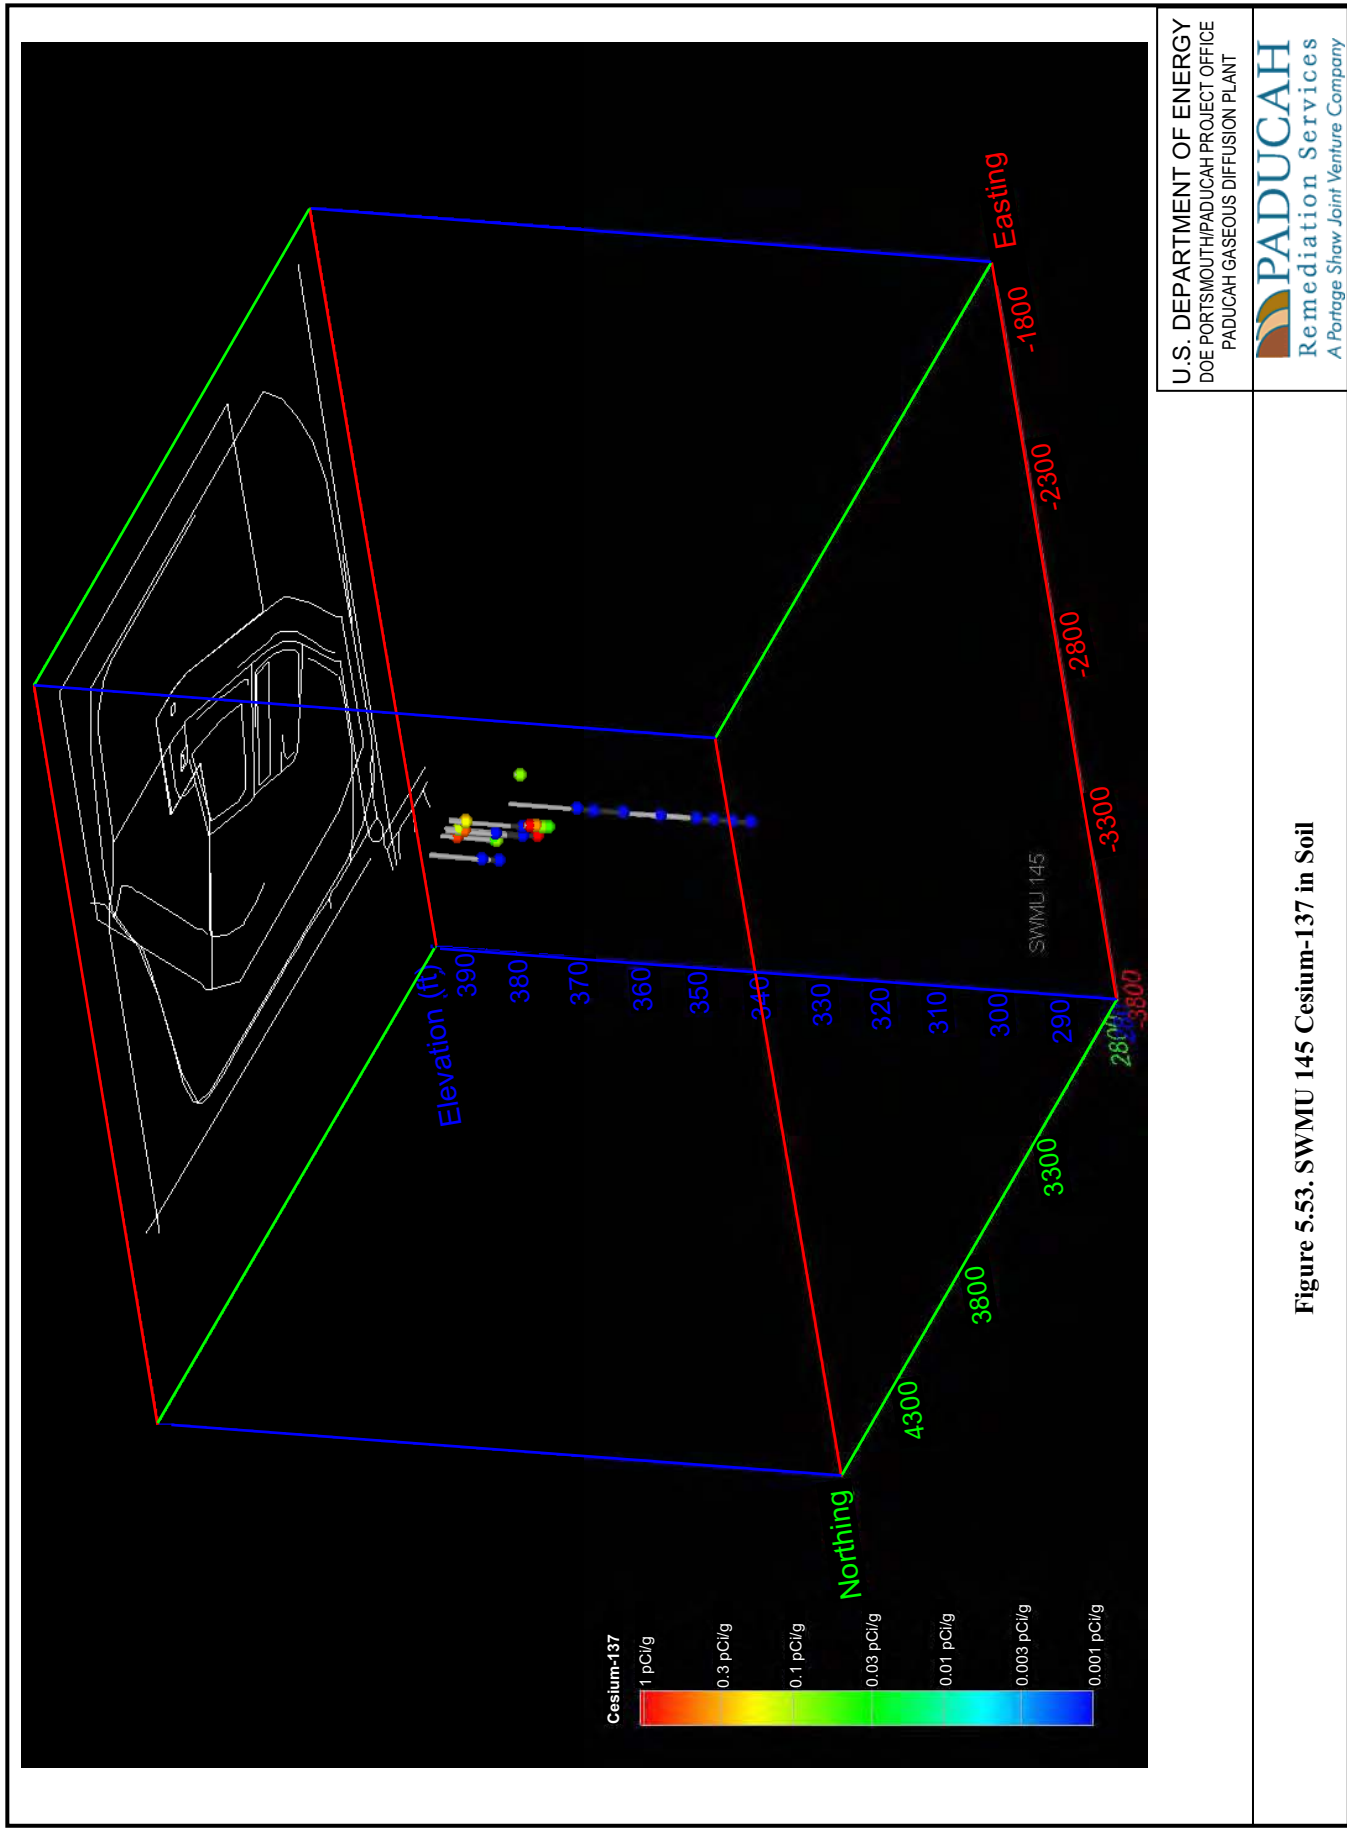 Easting
-1800
-2300
-2800
-3300
-3800
Elevation (ft)
390
380
370
360
350
340
330
320
310
300
290
2800
3300
3800
4300
Northing
SWMU 145
Cesium-137
1 pCi/g
0.3 pCi/g
0.1 pCi/g
0.03 pCi/g
0.01 pCi/g
0.003 pCi/g
0.001 pCi/g
U.S. DEPARTMENT OF ENERGY
DOE PORTSMOUTH/PADUCAH PROJECT OFFICE
PADUCAH GASEOUS DIFFUSION PLANT
PADUCAH
Remediation Services
A Portage Shaw Joint Venture Company
Figure 5.53. SWMU 145 Cesium-137 in Soil